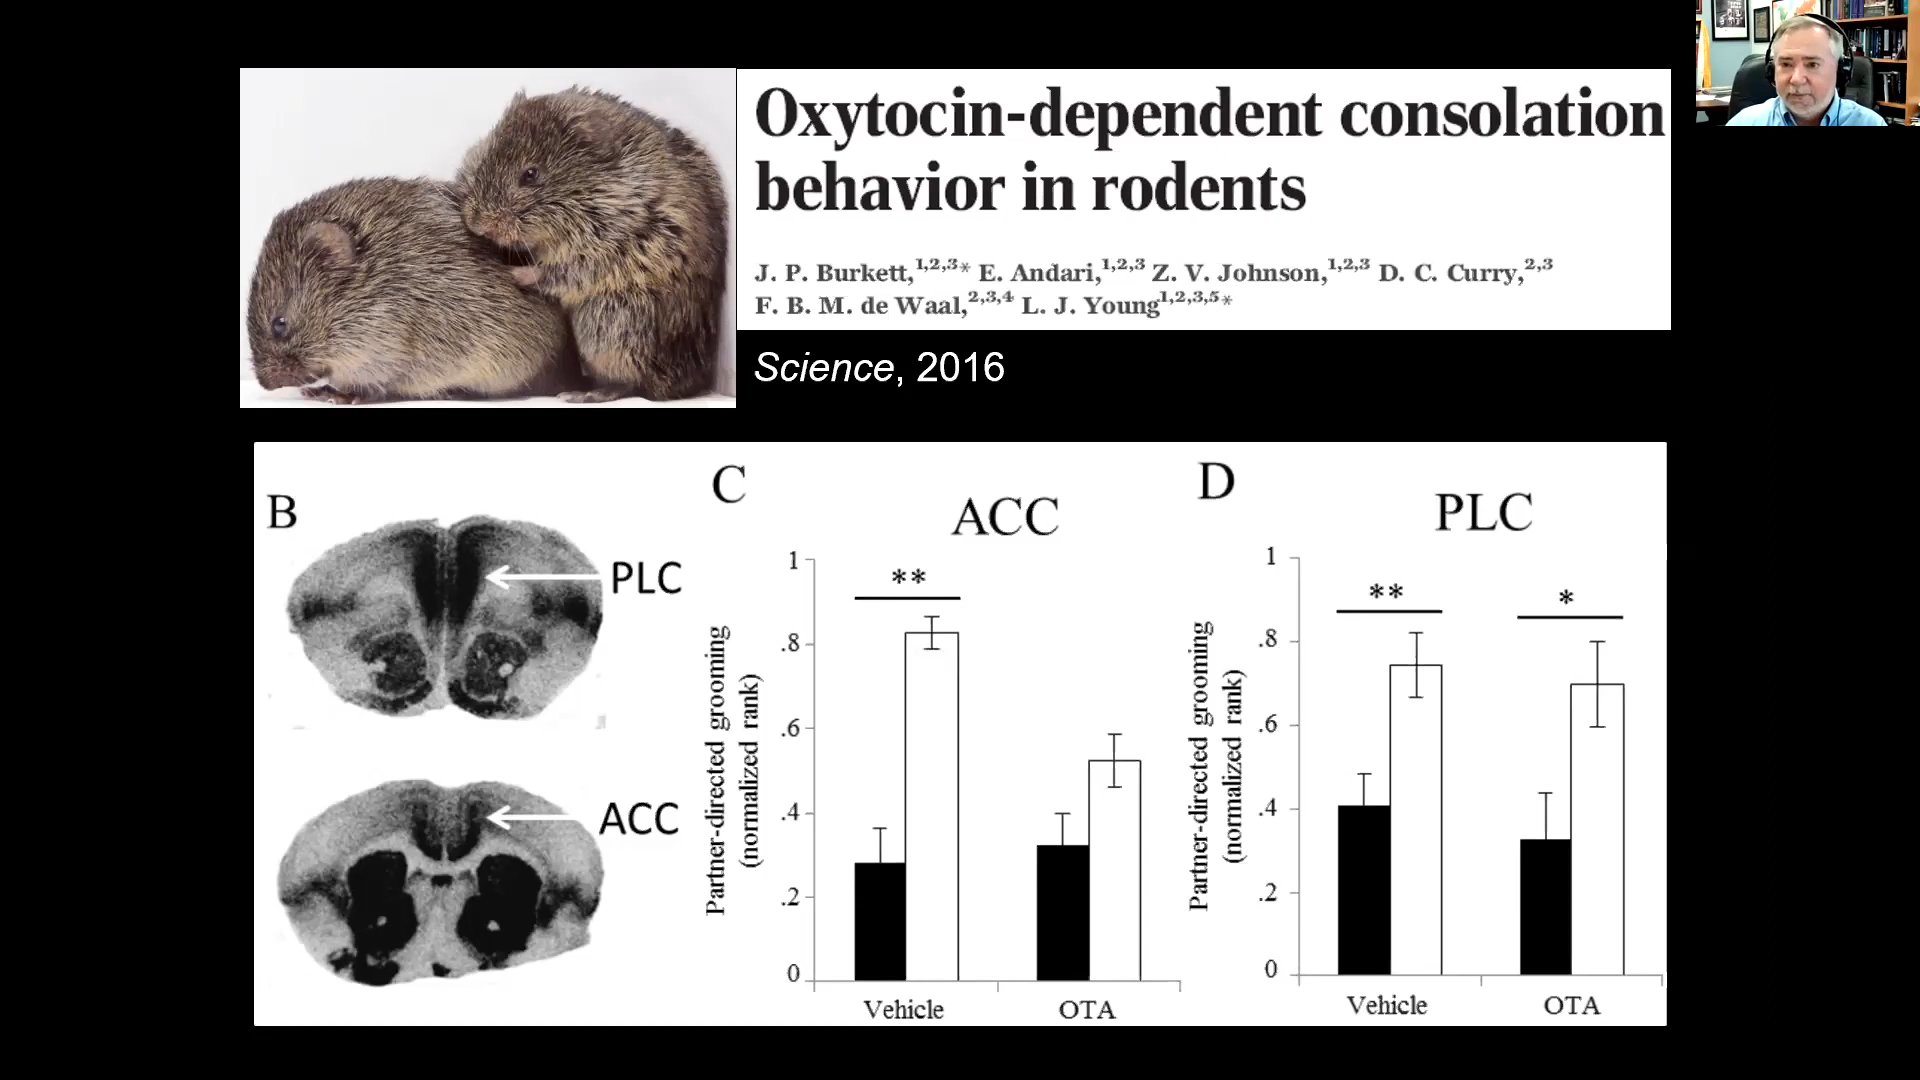 Oxytocin-dependent consolation
behavior in rodents
J. P. Burkett,1,2,3* E. Andari,1,2,3 Z. V. Johnson,1,2,3 D. C. Curry,2,3
F. B. M. de Waal,2,3,4 L. J. Young1,2,3,5*
Science, 2016
B
PLC
ACC
C
ACC
Partner-directed grooming
(normalized rank)
1
.8
.6
.4
.2
0
**
Vehicle
OTA
D
PLC
Partner-directed grooming
(normalized rank)
1
.8
.6
.4
.2
0
**
*
Vehicle
OTA